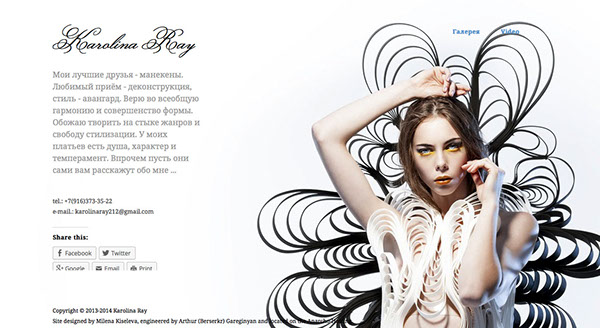 Karolina Ray
Галерея Video
Мои лучшие друзья - манекены.
Любимый приём - деконструкция,
стиль - авангард. Верю во всеобщую
гармонию и совершенство формы.
Обожаю творить на стыке жанров и
свободу стилизации. У моих
платьев есть душа, характер и
темперамент. Впрочем пусть они
сами вам расскажут обо мне ...
tel.: +7(916)373-35-22
e-mail.: karolinaray212@gmail.com
Share this:
Facebook Twitter
Google Email Print
Copyright © 2013-2014 Karolina Ray
Site designed by Milena Kiseleva, engineered by Arthur (Berserkr) Gareginyan and located on the